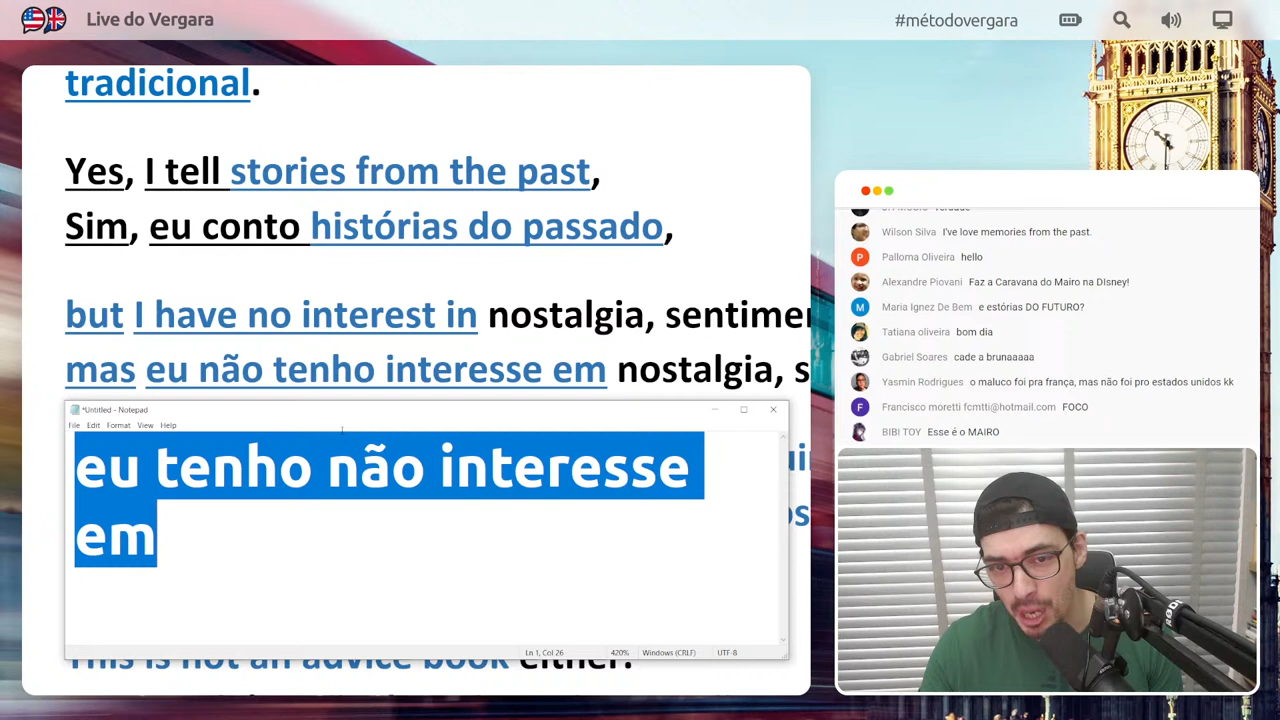 Live do Vergara
#métodovergara
tradicional.
Yes, I tell stories from the past,
Sim, eu conto histórias do passado,
but I have no interest in nostalgia, sentimen
mas eu não tenho interesse em nostalgia, s
*Untitled - Notepad
File Edit Format View Help
eu tenho não interesse
em
Ln 1, Col 26 420% Windows (CRLF) UTF-8
This is not an advice book either.
Wilson Silva I've love memories from the past.
Palloma Oliveira hello
Alexandre Piovani Faz a Caravana do Mairo na DIsney!
Maria Ignez De Bem e estórias DO FUTURO?
Tatiana oliveira bom dia
Gabriel Soares cade a brunaaaaa
Yasmin Rodrigues o maluco foi pra frança, mas não foi pro estados unidos kk
Francisco moretti fcmtti@hotmail.com FOCO
BIBI TOY Esse é o MAIRO